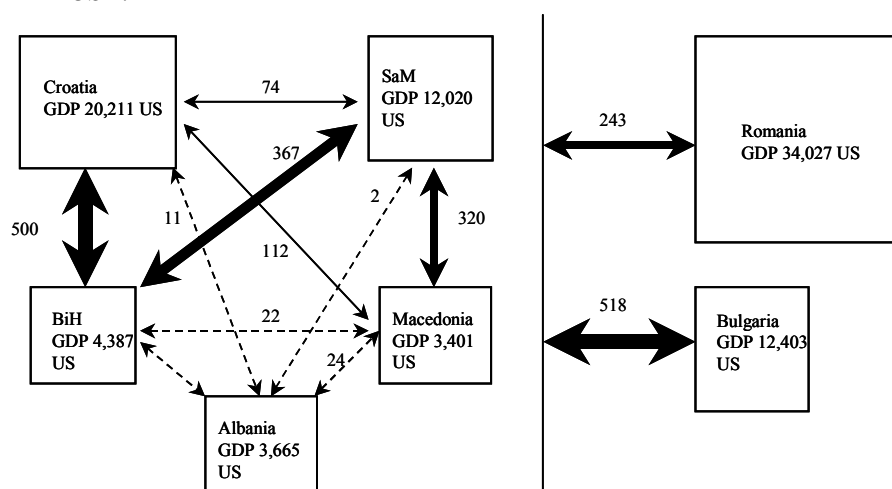 Croatia
GDP 20,211 US
SaM
GDP 12,020
US
74
367
243
Romania
GDP 34,027 US
500
11
2
320
112
BiH
GDP 4,387
US
22
Macedonia
GDP 3,401
US
24
518
Bulgaria
GDP 12,403
US
Albania
GDP 3,665
US